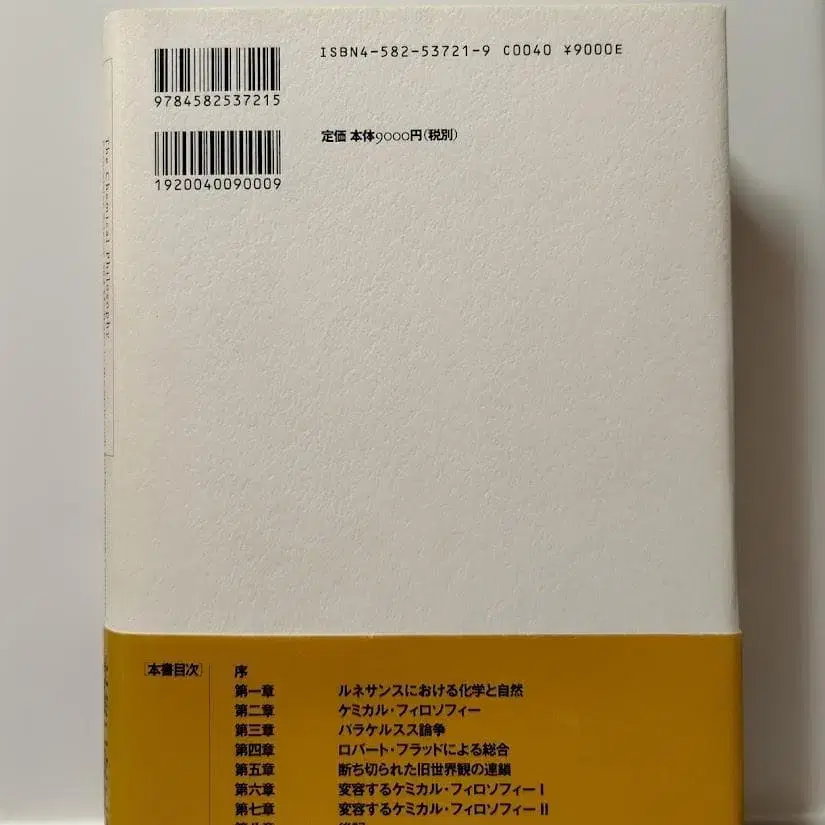 ISBN4-582-53721-9 C0040 ¥9000E
9784582537215
定価 本体9000円(税別)
1920040090009
The Chemical Philosophy
[本書目次]
序
第一章 ルネサンスにおける化学と自然
第二章 ケミカル・フィロソフィー
第三章 パラケルスス論争
第四章 ロバート・フラッドによる総合
第五章 断ち切られた旧世界観の連鎖
第六章 変容するケミカル・フィロソフィーI
第七章 変容するケミカル・フィロソフィーII